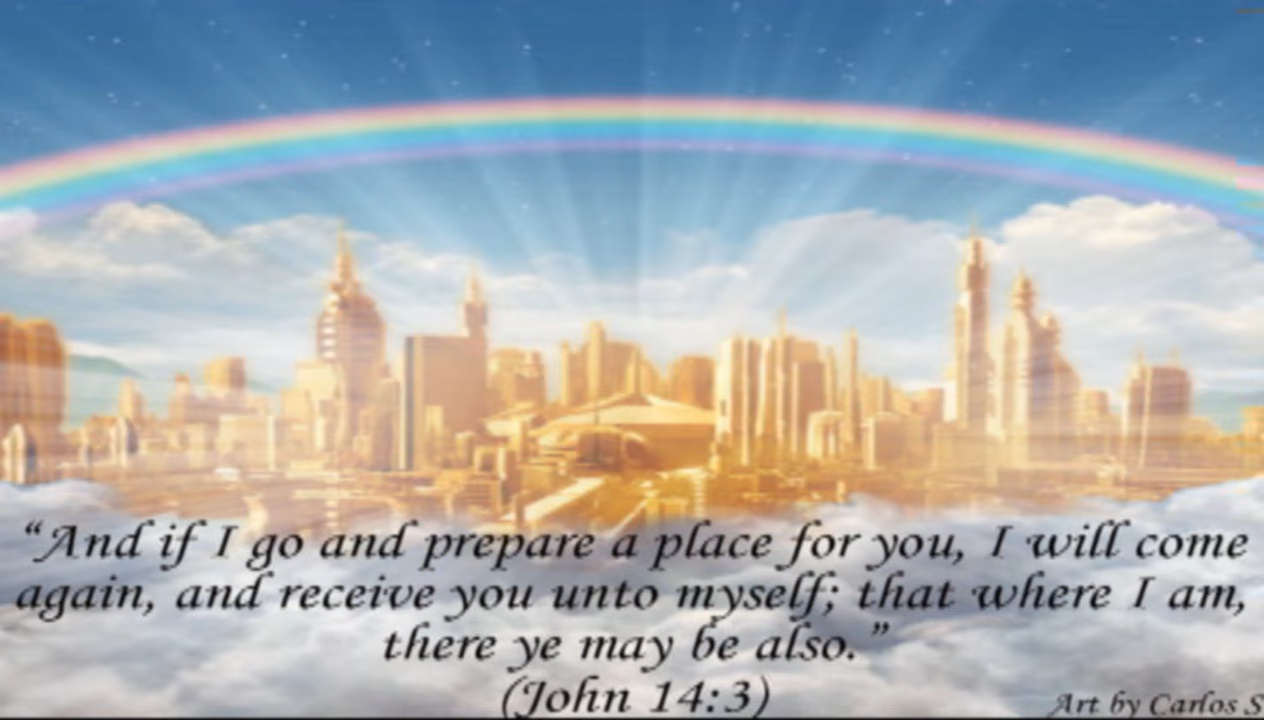 “And if I go and prepare a place for you, I will come
again, and receive you unto myself; that where I am,
there ye may be also.”
(John 14:3)
Art by Carlos S